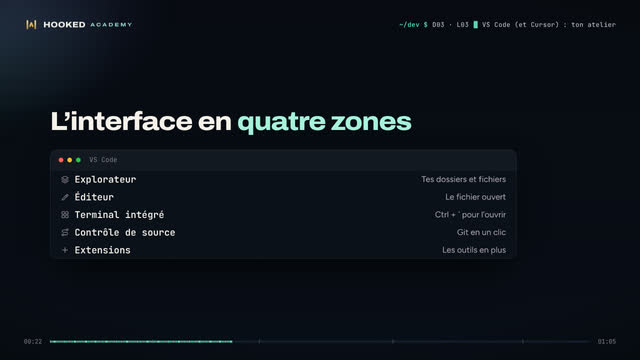 HOOKED ACADEMY
~/dev $ D03 · L03 VS Code (et Cursor) : ton atelier
L’interface en quatre zones
VS Code
Explorateur Tes dossiers et fichiers
Éditeur Le fichier ouvert
Terminal intégré Ctrl + ` pour l’ouvrir
Contrôle de source Git en un clic
Extensions Les outils en plus
00:22 01:05